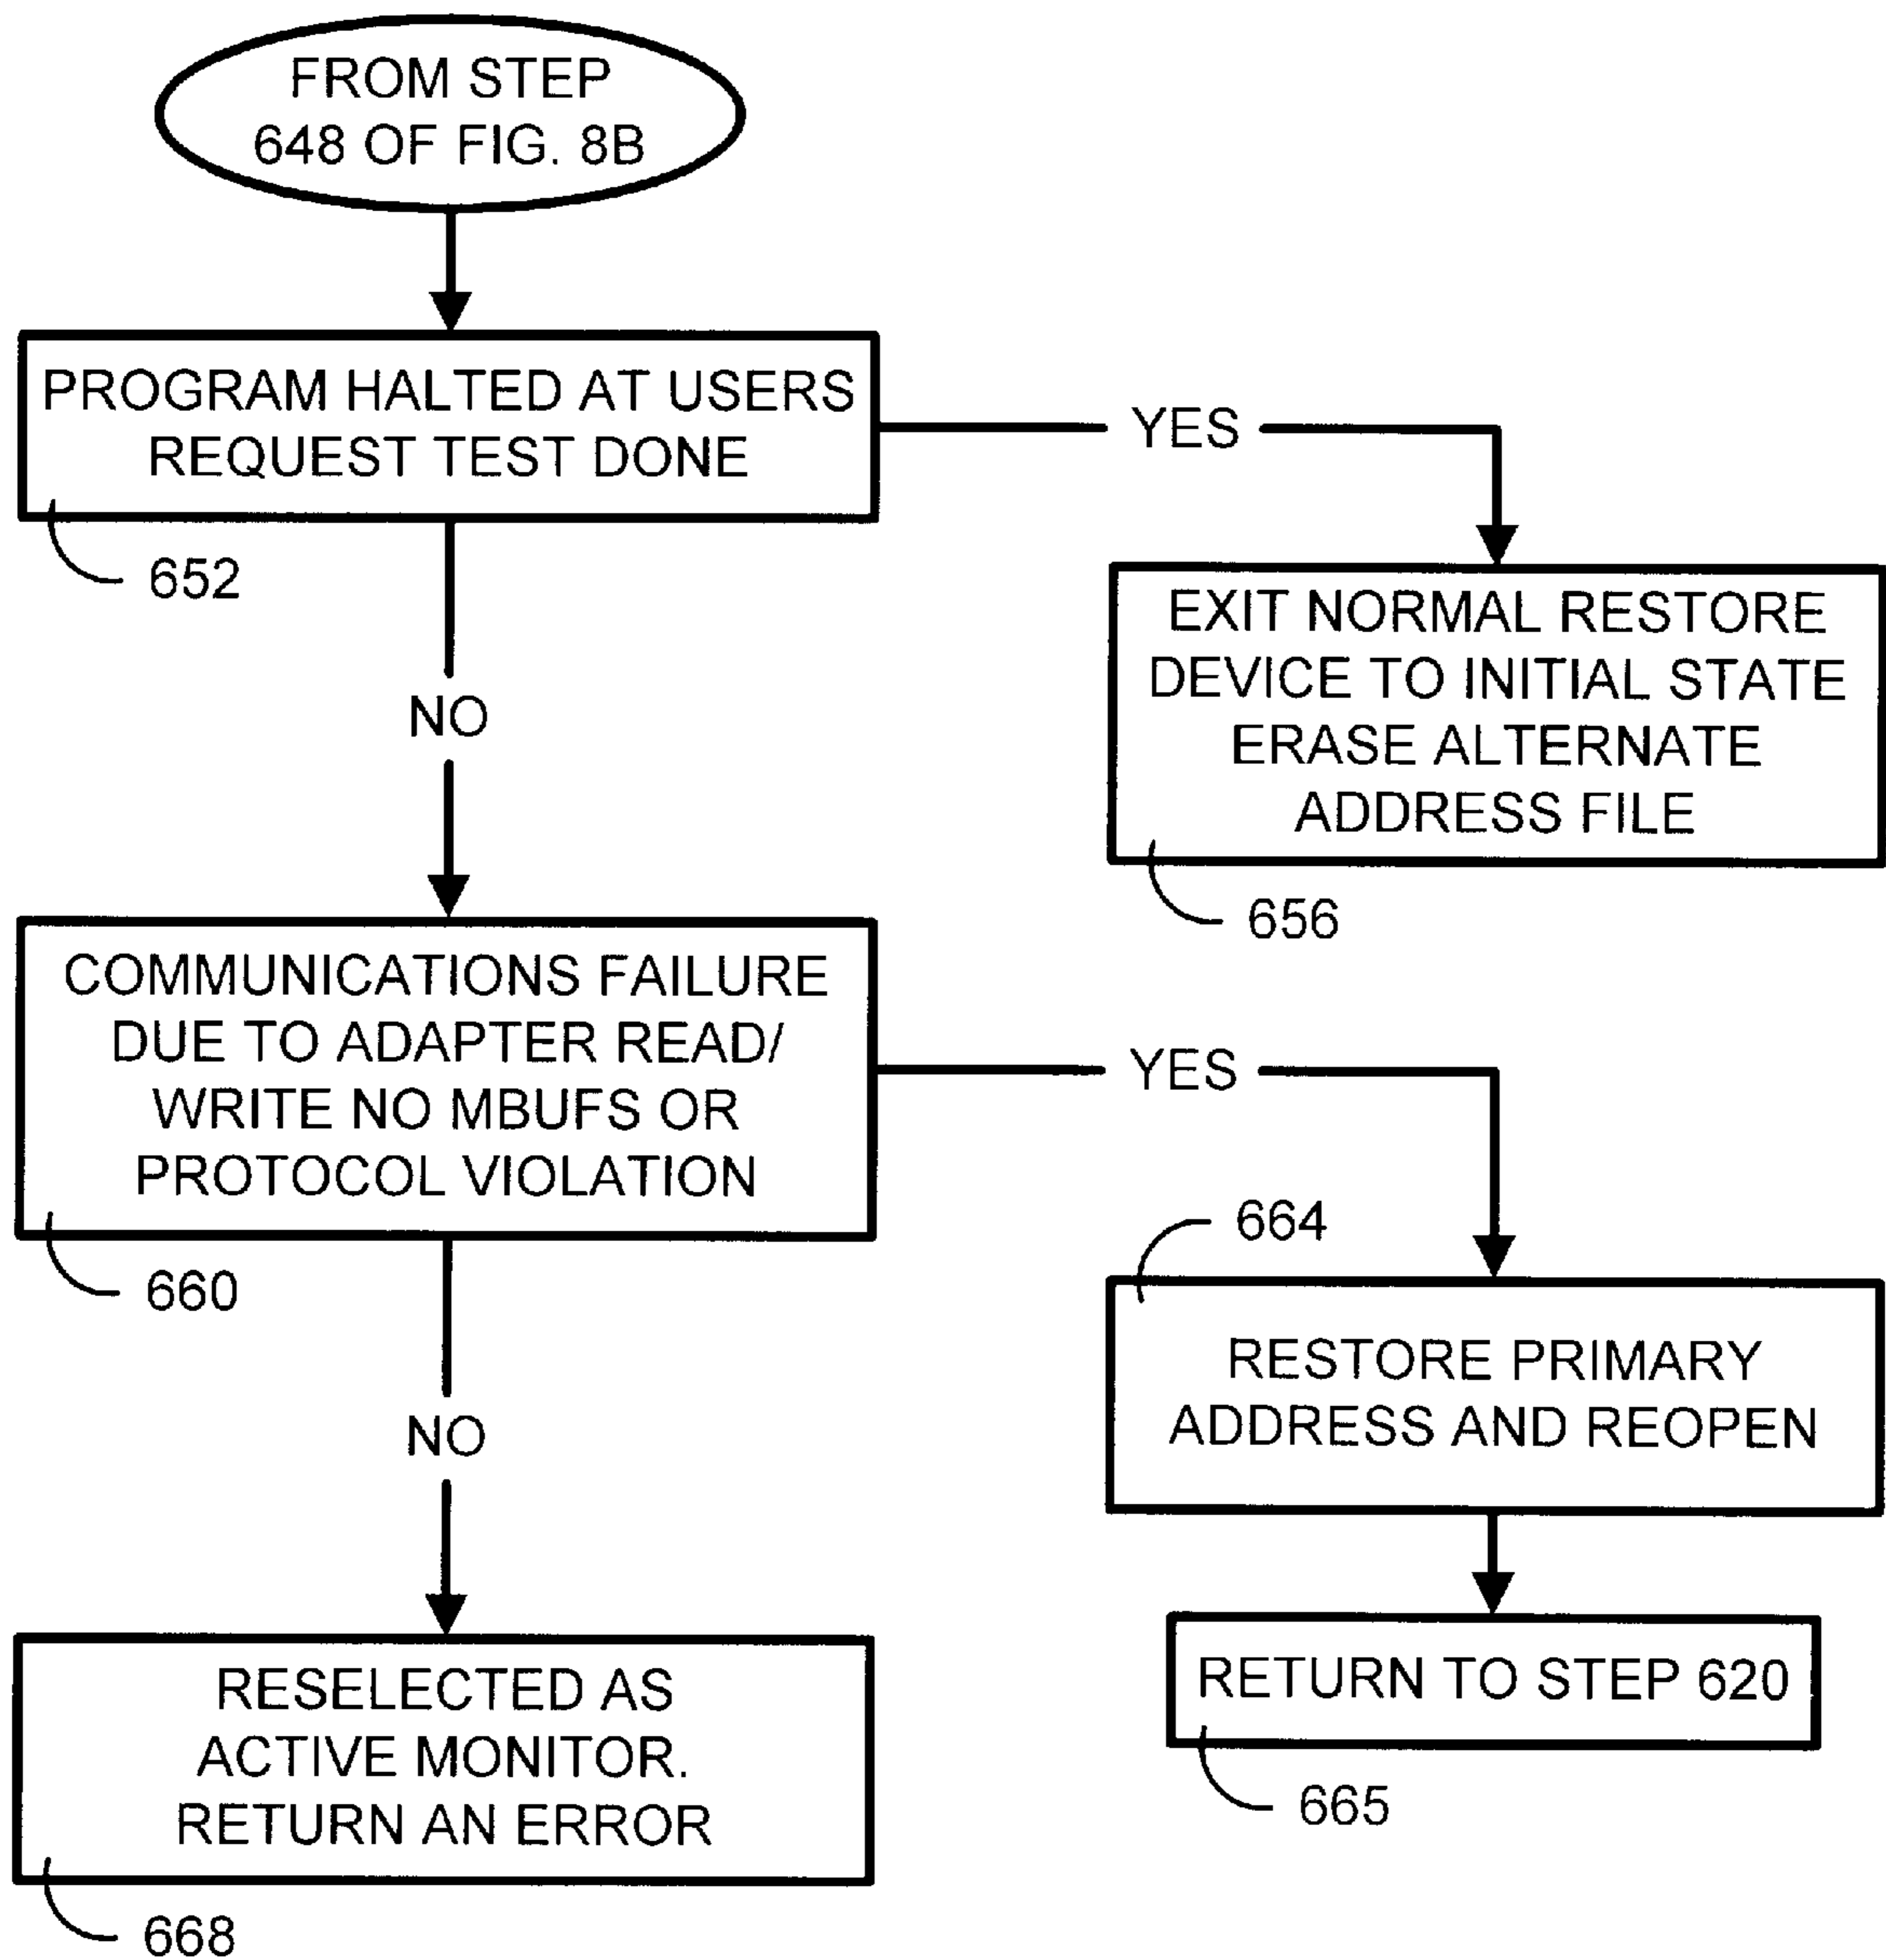 FROM STEP
648 OF FIG. 8B
PROGRAM HALTED AT USERS
REQUEST TEST DONE
652
YES
EXIT NORMAL RESTORE
DEVICE TO INITIAL STATE
ERASE ALTERNATE
ADDRESS FILE
656
NO
COMMUNICATIONS FAILURE
DUE TO ADAPTER READ/
WRITE NO MBUFS OR
PROTOCOL VIOLATION
660
YES
664
RESTORE PRIMARY
ADDRESS AND REOPEN
RETURN TO STEP 620
665
NO
RESELECTED AS
ACTIVE MONITOR.
RETURN AN ERROR
668